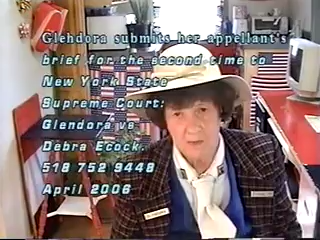 Glehdora submits her appellant's
brief for the second time to
New York State
Supreme Court:
Glendora vs
Debra Ecock.
518 752 9448
April 2006